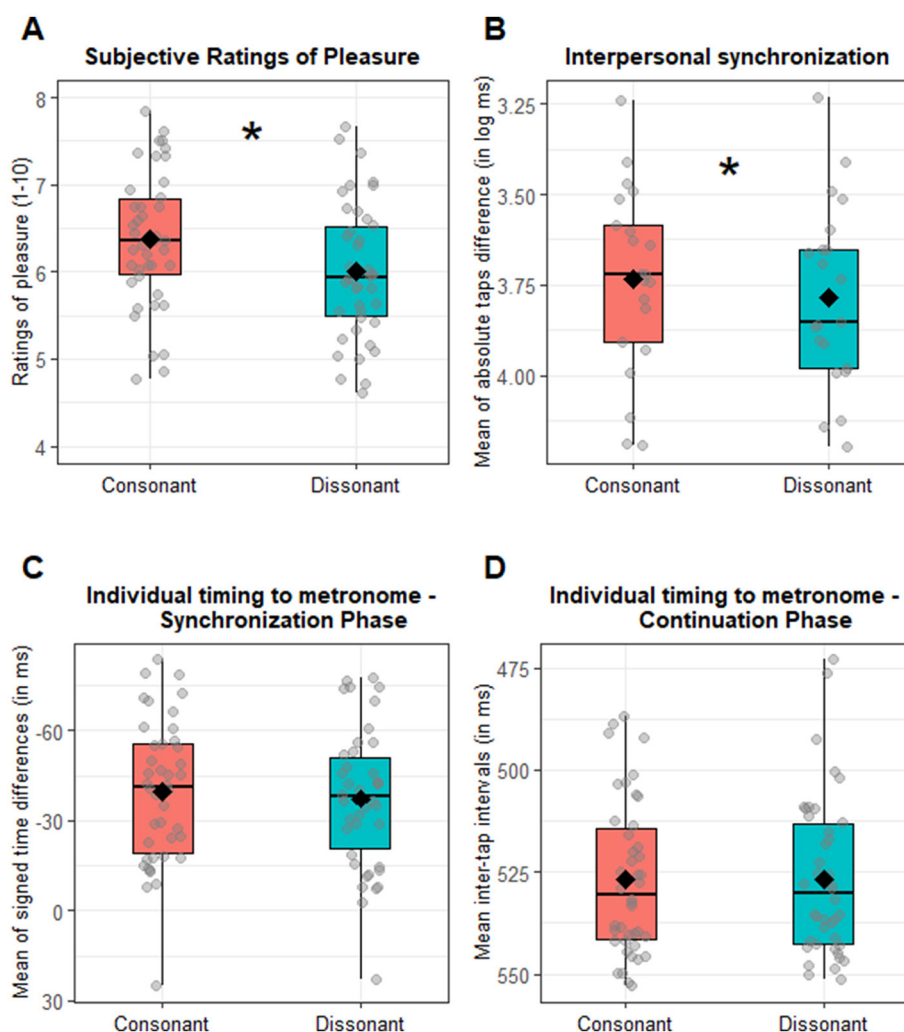 A
Subjective Ratings of Pleasure
Ratings of pleasure (1-10)
8
7
6
5
4
*
Consonant
Dissonant
B
Interpersonal synchronization
Mean of absolute taps difference (in log ms)
3.25
3.50
3.75
4.00
*
Consonant
Dissonant
C
Individual timing to metronome -
Synchronization Phase
Mean of signed time differences (in ms)
-60
-30
0
30
Consonant
Dissonant
D
Individual timing to metronome -
Continuation Phase
Mean inter-tap intervals (in ms)
475
500
525
550
Consonant
Dissonant